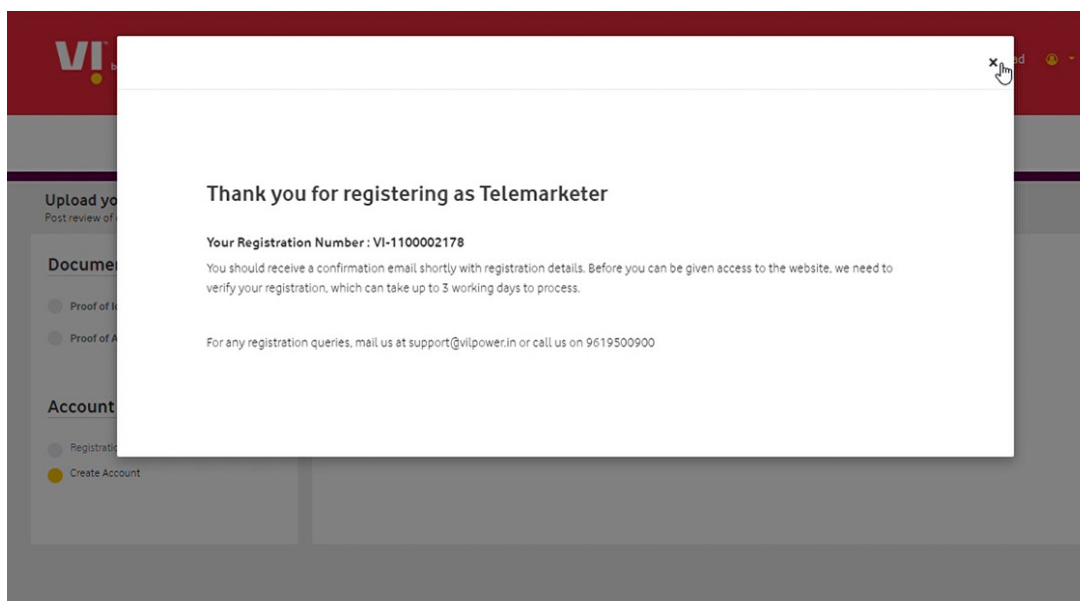 VI
Thank you for registering as Telemarketer
Your Registration Number : VI-1100002178
You should receive a confirmation email shortly with registration details. Before you can be given access to the website, we need to
verify your registration, which can take up to 3 working days to process.
For any registration queries, mail us at support@vilpower.in or call us on 9619500900
Upload yo
Post review of
Docume
Proof of I
Proof of A
Account
Registratio
Create Account